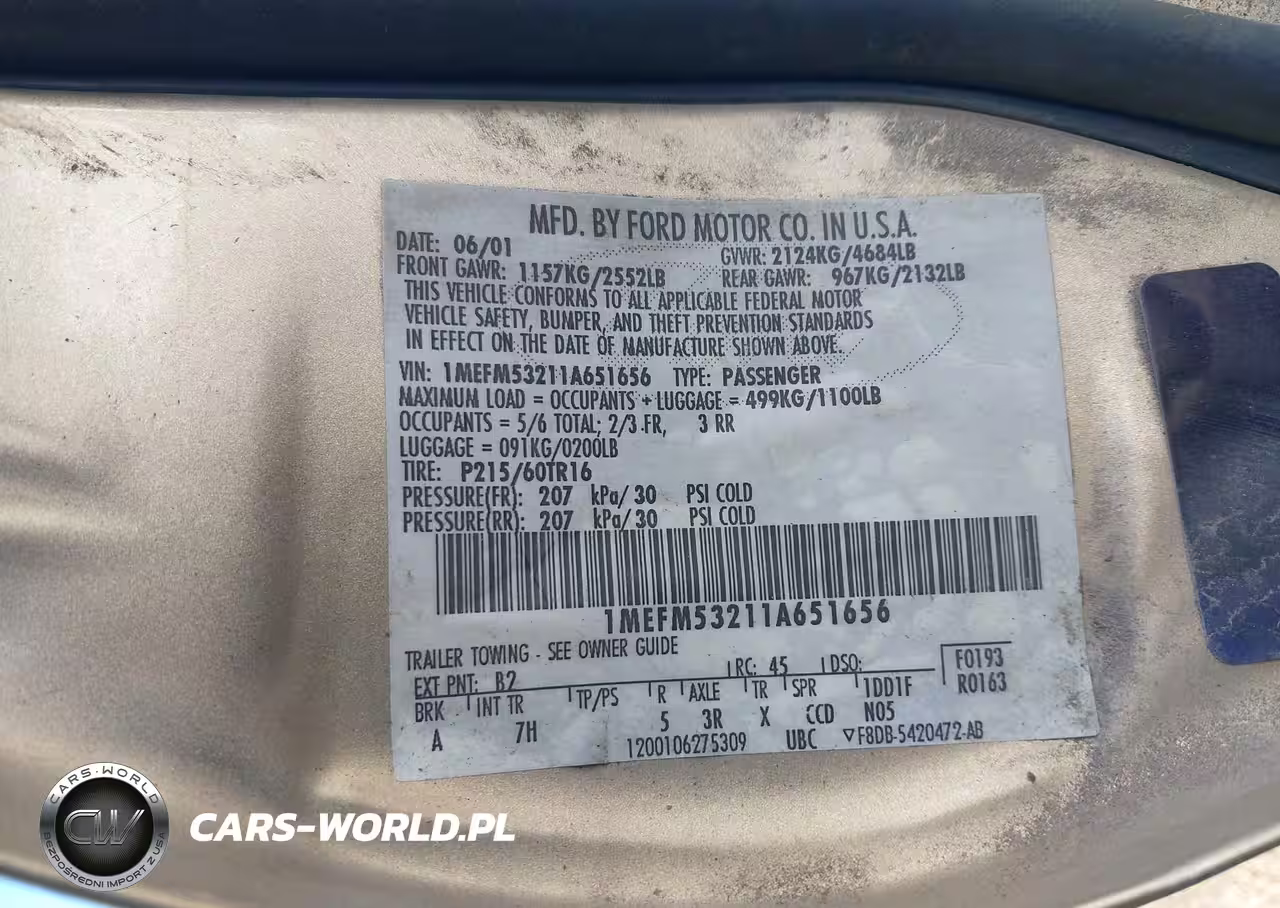 MFD. BY FORD MOTOR CO. IN U.S.A.
DATE: 06/01 GVWR: 2124KG/4684LB
FRONT GAWR: 1157KG/2552LB REAR GAWR: 967KG/2132LB
THIS VEHICLE CONFORMS TO ALL APPLICABLE FEDERAL MOTOR
VEHICLE SAFETY, BUMPER, AND THEFT PREVENTION STANDARDS
IN EFFECT ON THE DATE OF MANUFACTURE SHOWN ABOVE.
VIN: 1MEFM53211A651656 TYPE: PASSENGER
MAXIMUM LOAD = OCCUPANTS + LUGGAGE = 499KG/1100LB
OCCUPANTS = 5/6 TOTAL; 2/3 FR, 3 RR
LUGGAGE = 091KG/0200LB
TIRE: P215/60TR16
PRESSURE(FR): 207 kPa/ 30 PSI COLD
PRESSURE(RR): 207 kPa/ 30 PSI COLD
1MEFM53211A651656
TRAILER TOWING - SEE OWNER GUIDE
EXT PNT: B2 RC: 45 DSO: F0193
BRK INT TR TP/PS R AXLE TR SPR 1DD1F R0163
A 7H 5 3R X CCD N05
1200106275309 UBC ▽F8DB-5420472-AB
CARS-WORLD
CW
BEZPOŚREDNI IMPORT Z USA
CARS-WORLD.PL